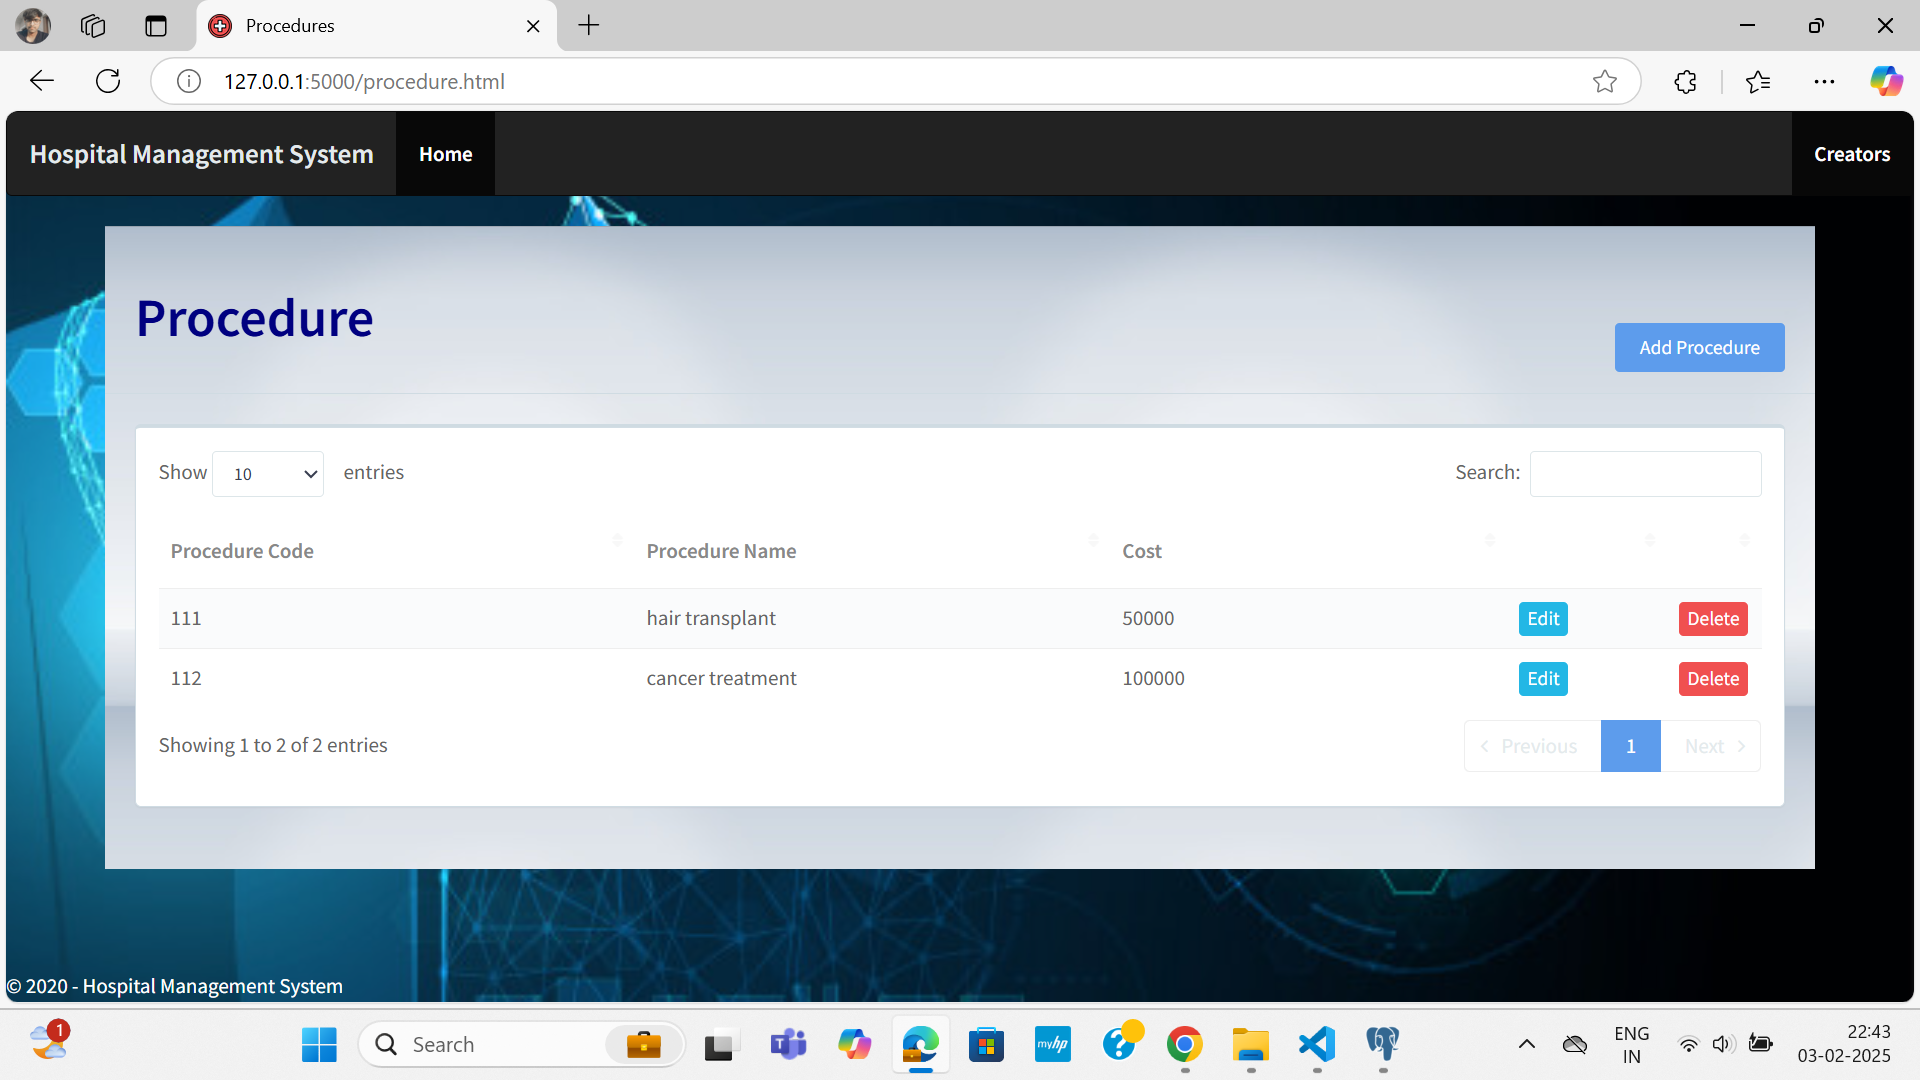 Procedures
127.0.0.1:5000/procedure.html
Hospital Management System Home Creators
Procedure
Add Procedure
Show 10 entries Search:
Procedure Code Procedure Name Cost
111 hair transplant 50000 Edit Delete
112 cancer treatment 100000 Edit Delete
Showing 1 to 2 of 2 entries Previous 1 Next
© 2020 - Hospital Management System
1 Search T myhp ? ENG 22:43
IN 03-02-2025